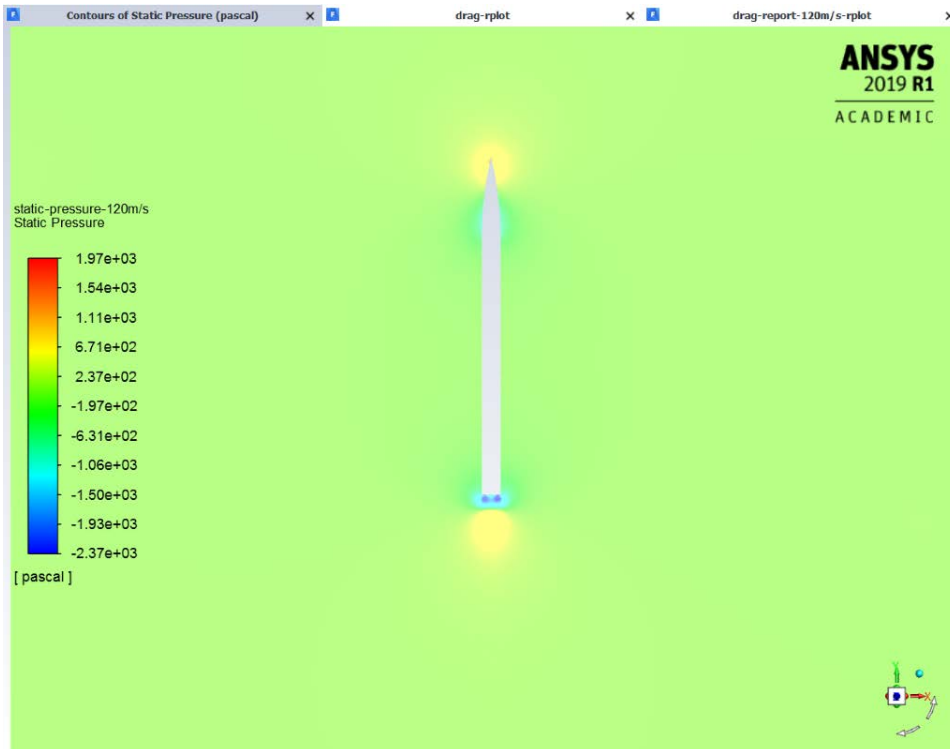 Contours of Static Pressure (pascal)
drag-rplot
drag-report-120m/s-rplot
ANSYS
2019 R1
ACADEMIC
static-pressure-120m/s
Static Pressure
1.97e+03
1.54e+03
1.11e+03
6.71e+02
2.37e+02
-1.97e+02
-6.31e+02
-1.06e+03
-1.50e+03
-1.93e+03
-2.37e+03
[ pascal ]
Y
X